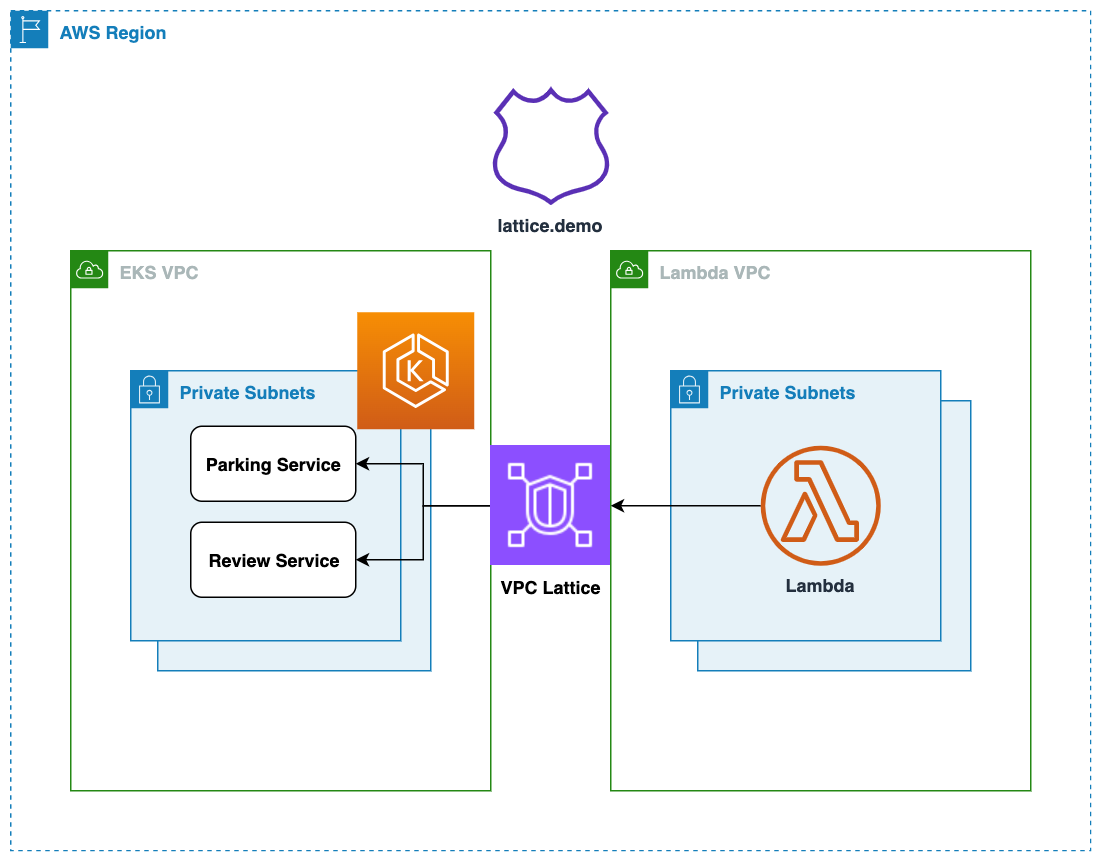 AWS Region
lattice.demo
EKS VPC
Lambda VPC
K
Private Subnets
Private Subnets
Parking Service
Review Service
VPC Lattice
Lambda